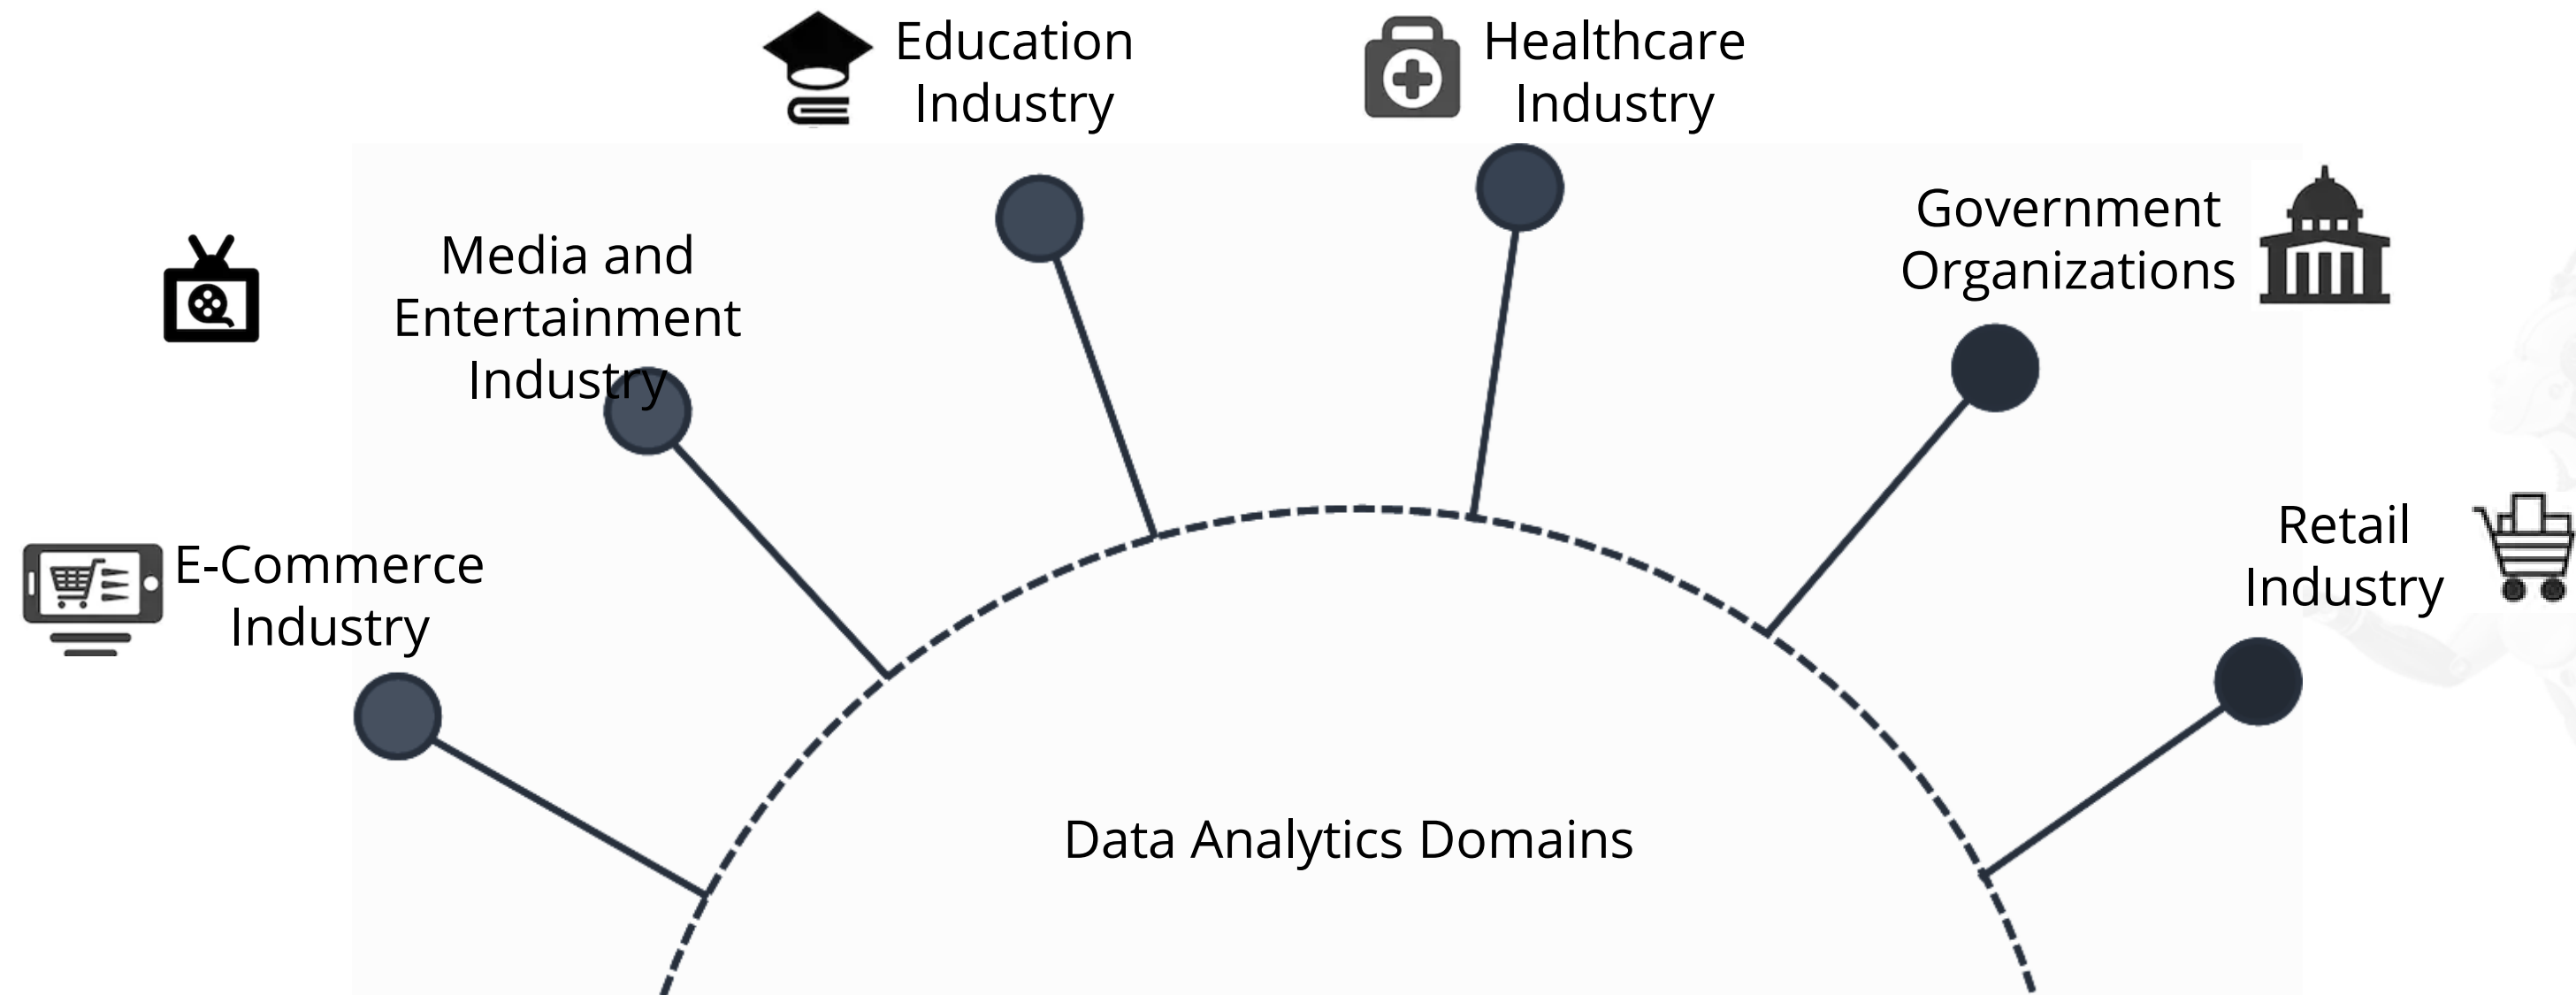 Education
Industry
Healthcare
Industry
Media and
Entertainment
Industry
Government
Organizations
E-Commerce
Industry
Retail
Industry
Data Analytics Domains